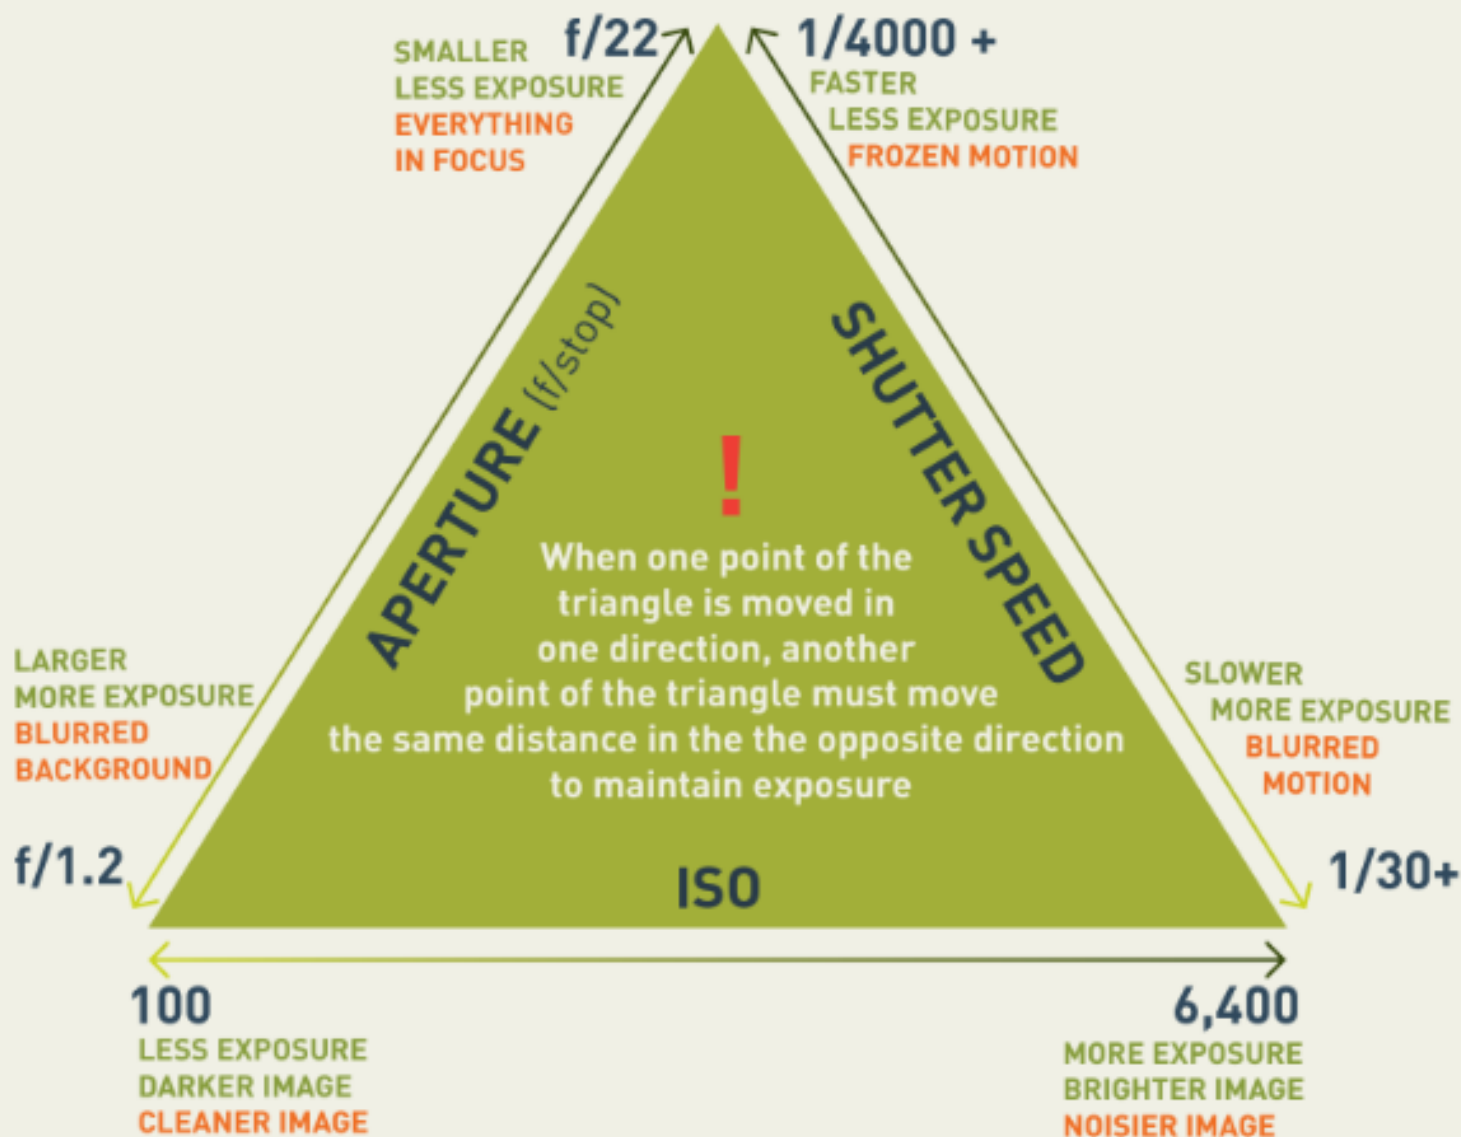 f/22
SMALLER
LESS EXPOSURE
EVERYTHING
IN FOCUS
1/4000 +
FASTER
LESS EXPOSURE
FROZEN MOTION
APERTURE (f/stop)
SHUTTER SPEED
!
When one point of the
triangle is moved in
one direction, another
point of the triangle must move
the same distance in the the opposite direction
to maintain exposure
LARGER
MORE EXPOSURE
BLURRED
BACKGROUND
f/1.2
SLOWER
MORE EXPOSURE
BLURRED
MOTION
1/30+
ISO
100
LESS EXPOSURE
DARKER IMAGE
CLEANER IMAGE
6,400
MORE EXPOSURE
BRIGHTER IMAGE
NOISIER IMAGE